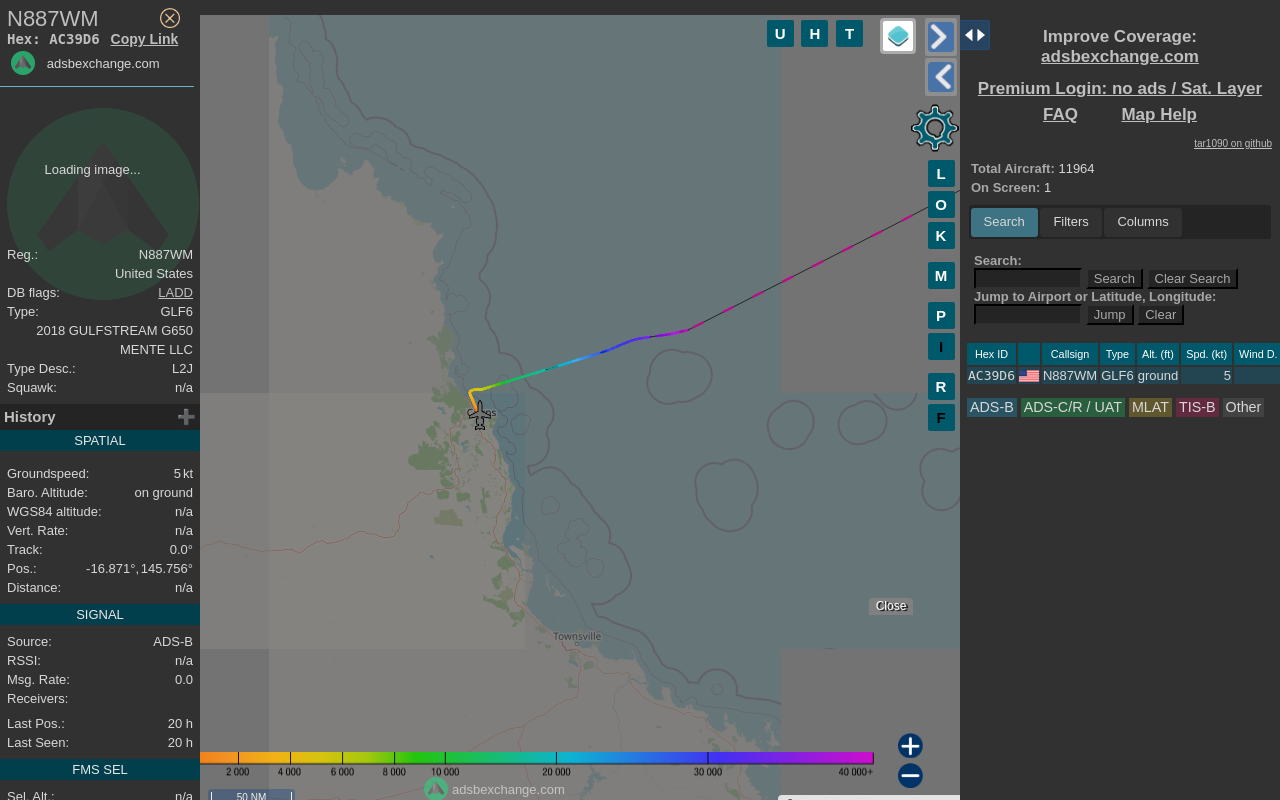 N887WM
Hex: AC39D6 Copy Link
adsbexchange.com
Loading image...
Reg.: N887WM
United States
DB flags: LADD
Type: GLF6
2018 GULFSTREAM G650
MENTE LLC
Type Desc.: L2J
Squawk: n/a
History
SPATIAL
Groundspeed: 5 kt
Baro. Altitude: on ground
WGS84 altitude: n/a
Vert. Rate: n/a
Track: 0.0°
Pos.: -16.871°, 145.756°
Distance: n/a
SIGNAL
Source: ADS-B
RSSI: n/a
Msg. Rate: 0.0
Receivers:
Last Pos.: 20 h
Last Seen: 20 h
FMS SEL
Sel. Alt.: n/a
U H T
L
O
K
M
P
I
R
F
Townsville
Close
2 000 4 000 6 000 8 000 10 000 20 000 30 000 40 000+
adsbexchange.com
50 NM
Improve Coverage:
adsbexchange.com
Premium Login: no ads / Sat. Layer
FAQ Map Help
tar1090 on github
Total Aircraft: 11964
On Screen: 1
Search Filters Columns
Search:
Search Clear Search
Jump to Airport or Latitude, Longitude:
Jump Clear
Hex ID Callsign Type Alt. (ft) Spd. (kt) Wind D.
AC39D6 N887WM GLF6 ground 5
ADS-B ADS-C/R / UAT MLAT TIS-B Other